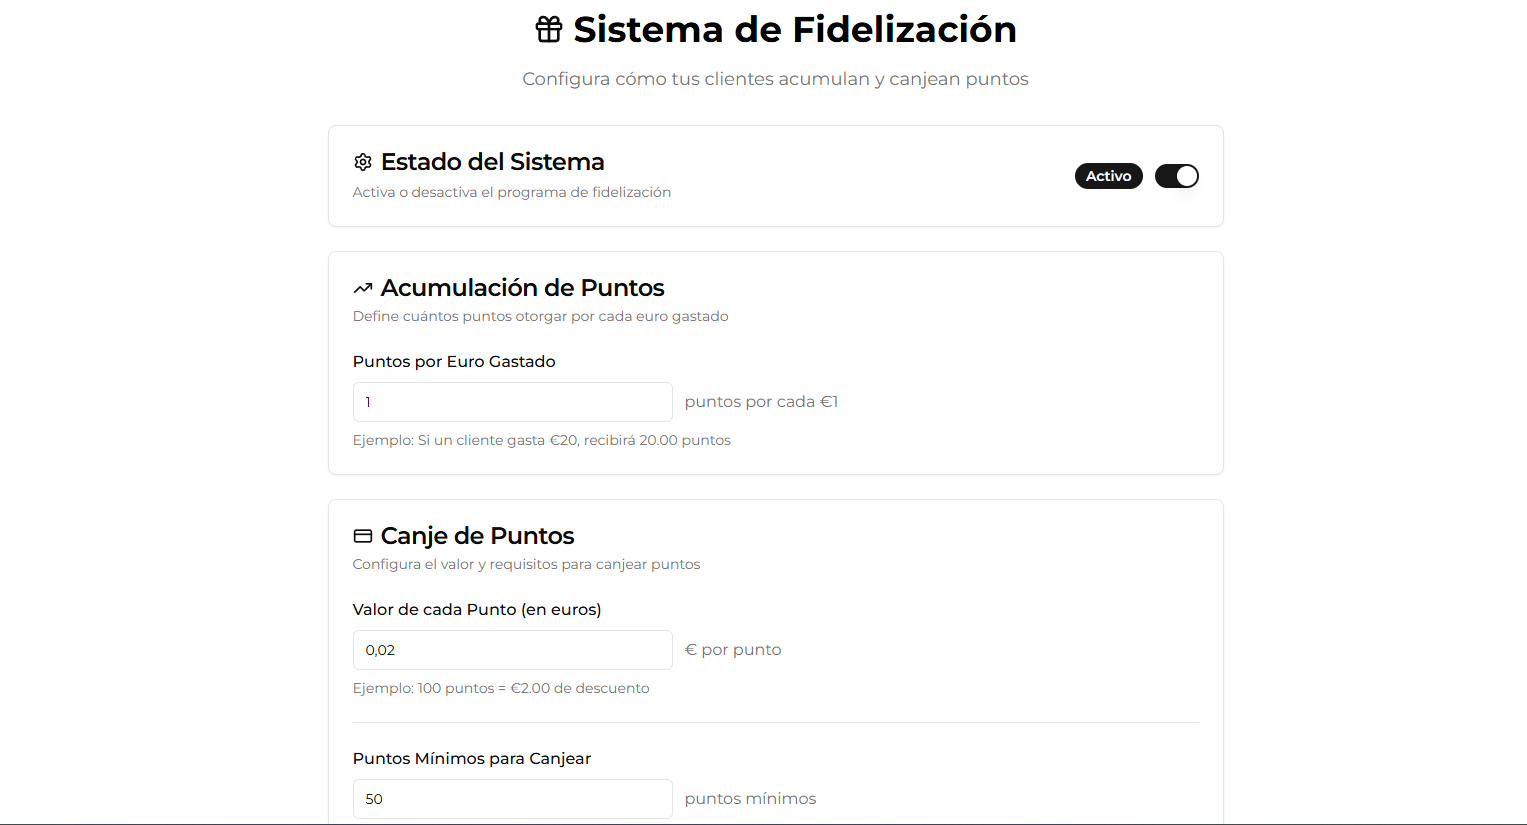 Sistema de Fidelización
Configura cómo tus clientes acumulan y canjean puntos
Estado del Sistema
Activa o desactiva el programa de fidelización
Activo
Acumulación de Puntos
Define cuántos puntos otorgar por cada euro gastado
Puntos por Euro Gastado
1 puntos por cada €1
Ejemplo: Si un cliente gasta €20, recibirá 20.00 puntos
Canje de Puntos
Configura el valor y requisitos para canjear puntos
Valor de cada Punto (en euros)
0,02 € por punto
Ejemplo: 100 puntos = €2.00 de descuento
Puntos Mínimos para Canjear
50 puntos mínimos